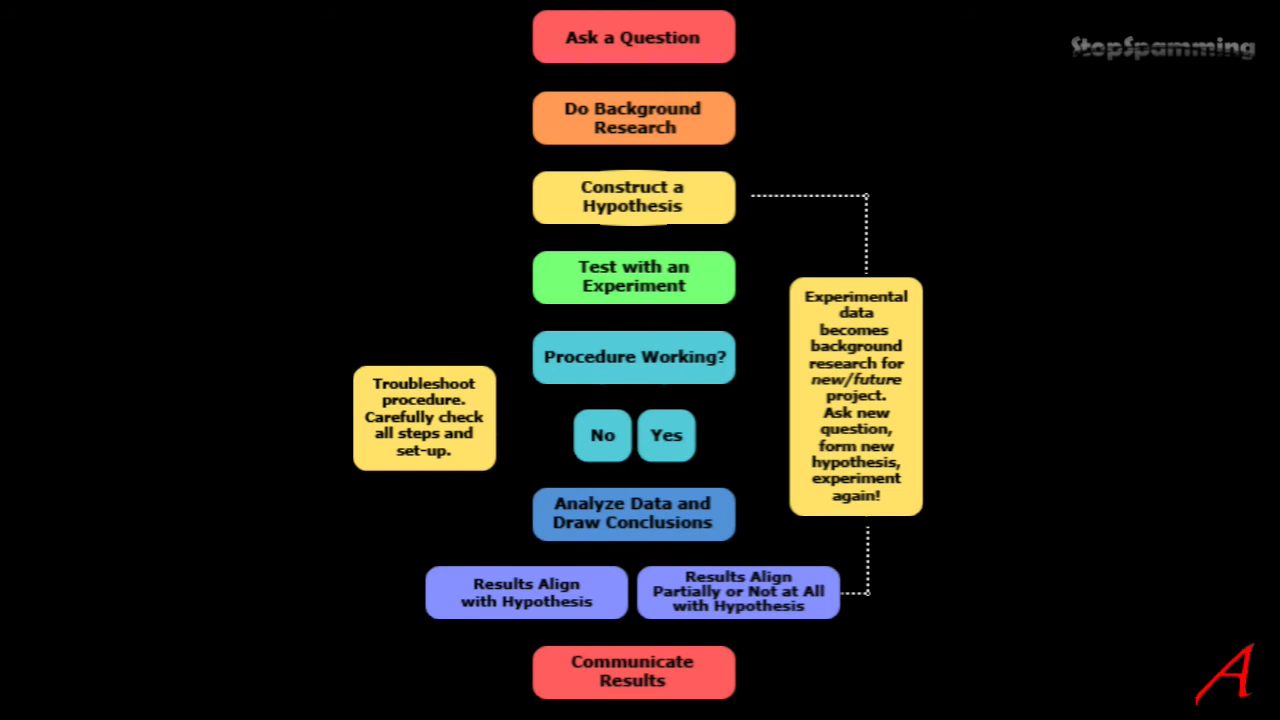 Ask a Question
StopSpamming
Do Background
Research
Construct a
Hypothesis
Test with an
Experiment
Procedure Working?
Troubleshoot
procedure.
Carefully check
all steps and
set-up.
No
Yes
Experimental
data
becomes
background
research for
new/future
project.
Ask new
question,
form new
hypothesis,
experiment
again!
Analyze Data and
Draw Conclusions
Results Align
with Hypothesis
Results Align
Partially or Not at All
with Hypothesis
Communicate
Results
A